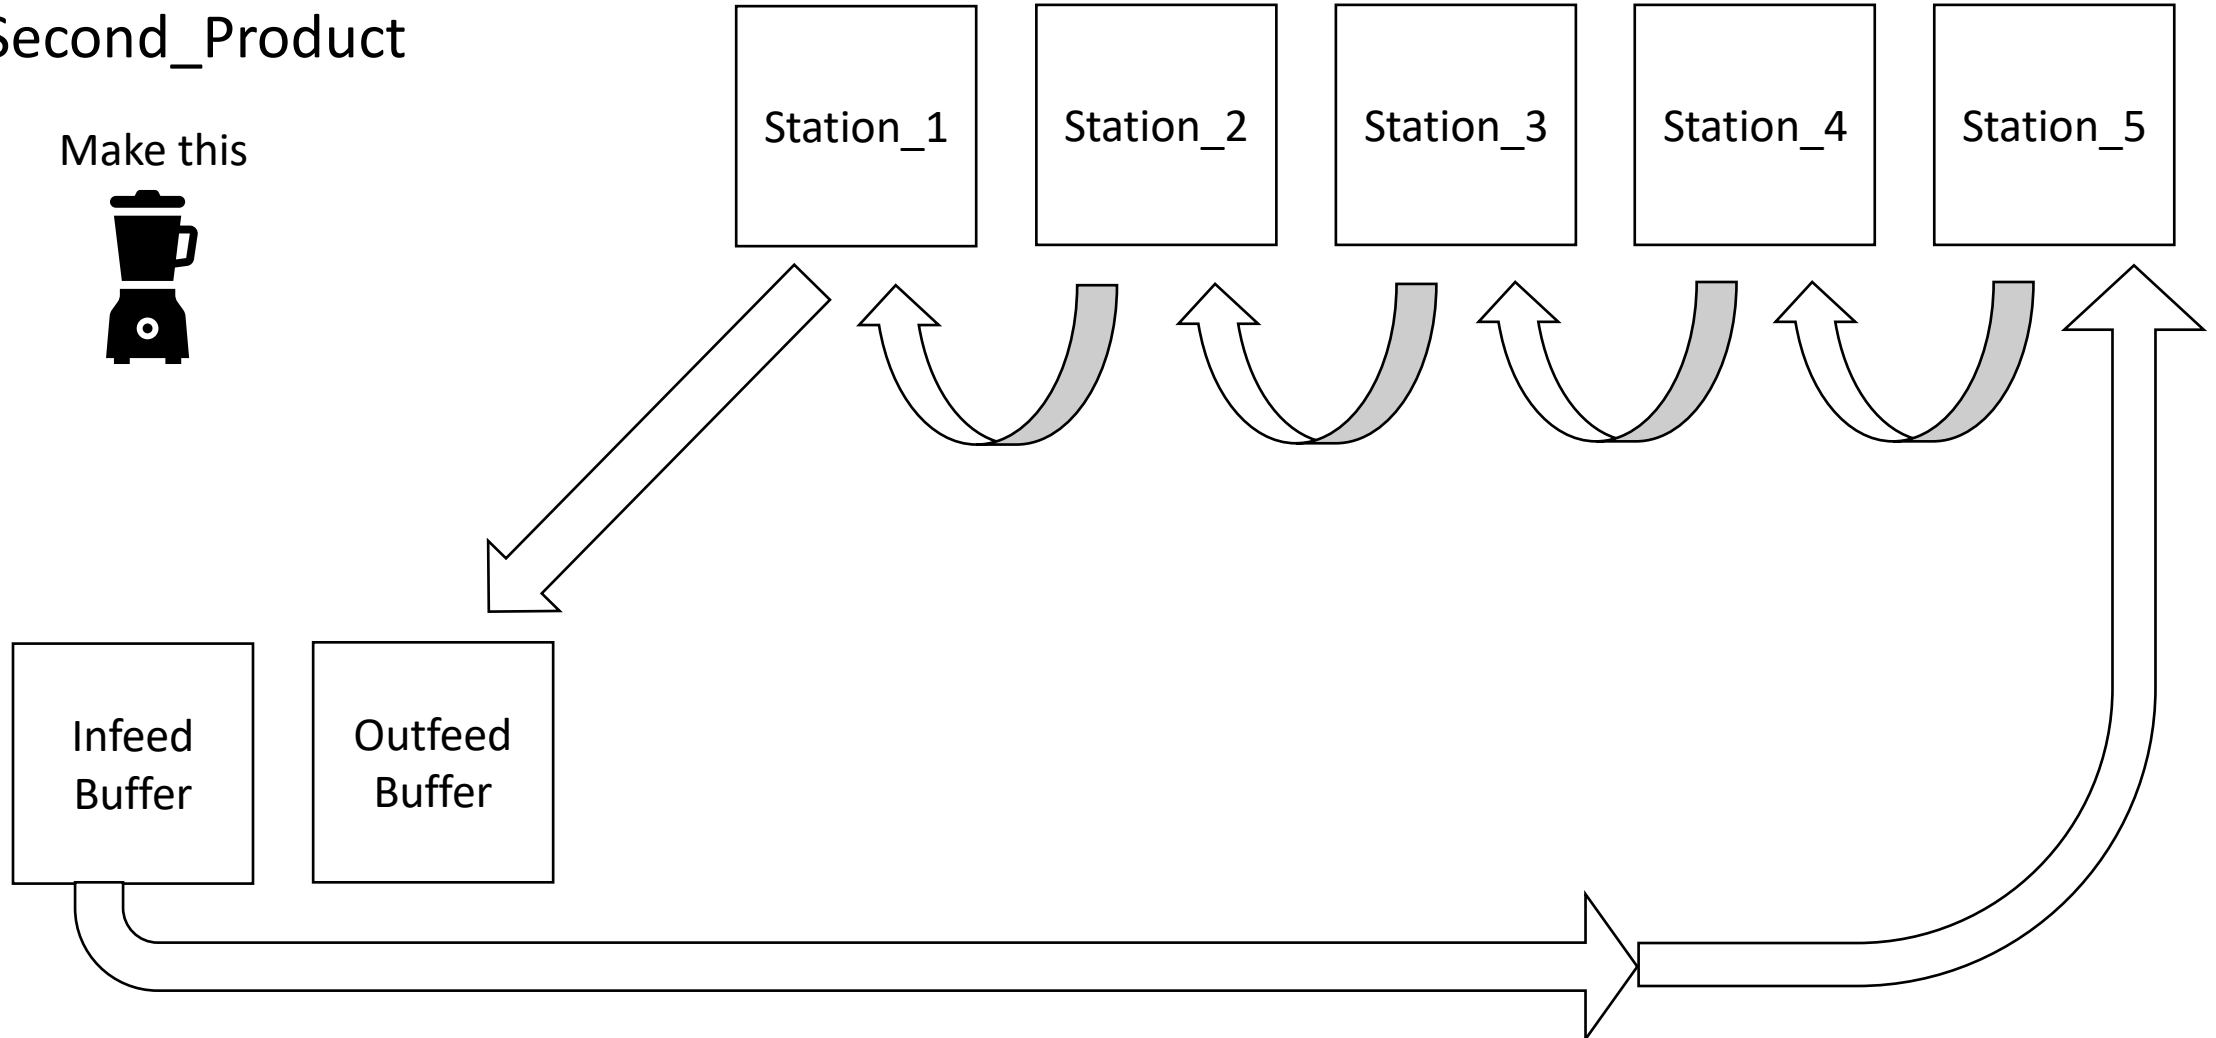 Second_Product
Make this
Station_1
Station_2
Station_3
Station_4
Station_5
Infeed
Buffer
Outfeed
Buffer